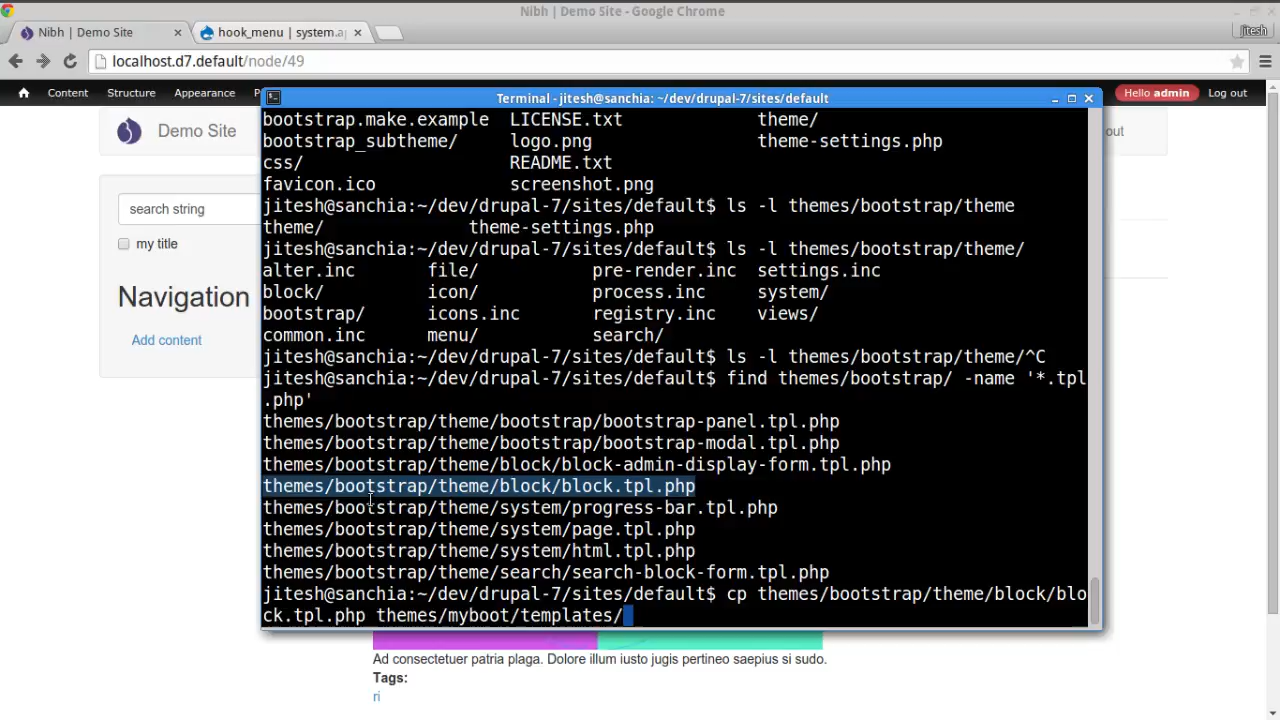 Nibh | Demo Site - Google Chrome
Nibh | Demo Site
hook_menu | system.a
jitesh
localhost.d7.default/node/49
Content Structure Appearance P
Hello admin Log out
Demo Site
out
search string
my title
Navigation
Add content
Terminal - jitesh@sanchia: ~/dev/drupal-7/sites/default
bootstrap.make.example LICENSE.txt theme/
bootstrap_subtheme/ logo.png theme-settings.php
css/ README.txt
favicon.ico screenshot.png
jitesh@sanchia:~/dev/drupal-7/sites/default$ ls -l themes/bootstrap/theme
theme/ theme-settings.php
jitesh@sanchia:~/dev/drupal-7/sites/default$ ls -l themes/bootstrap/theme/
alter.inc file/ pre-render.inc settings.inc
block/ icon/ process.inc system/
bootstrap/ icons.inc registry.inc views/
common.inc menu/ search/
jitesh@sanchia:~/dev/drupal-7/sites/default$ ls -l themes/bootstrap/theme/^C
jitesh@sanchia:~/dev/drupal-7/sites/default$ find themes/bootstrap/ -name '*.tpl
.php'
themes/bootstrap/theme/bootstrap/bootstrap-panel.tpl.php
themes/bootstrap/theme/bootstrap/bootstrap-modal.tpl.php
themes/bootstrap/theme/block/block-admin-display-form.tpl.php
themes/bootstrap/theme/block/block.tpl.php
themes/bootstrap/theme/system/progress-bar.tpl.php
themes/bootstrap/theme/system/page.tpl.php
themes/bootstrap/theme/system/html.tpl.php
themes/bootstrap/theme/search/search-block-form.tpl.php
jitesh@sanchia:~/dev/drupal-7/sites/default$ cp themes/bootstrap/theme/block/blo
ck.tpl.php themes/myboot/templates/
Ad consectetuer patria plaga. Dolore illum iusto jugis pertineo saepius si sudo.
Tags:
ri